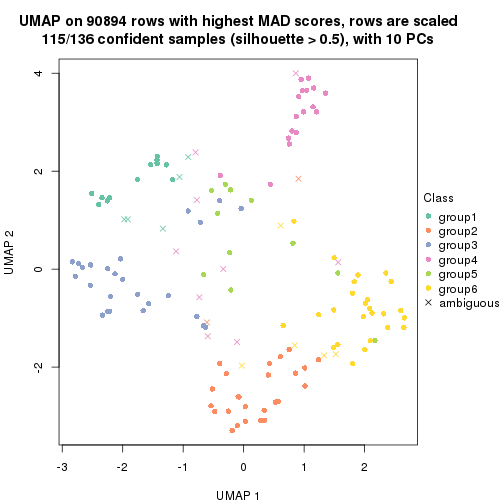 UMAP on 90894 rows with highest MAD scores, rows are scaled
115/136 confident samples (silhouette > 0.5), with 10 PCs
4
2
0
-2
UMAP 2
-3
-2
-1
0
1
2
UMAP 1
Class
group1
group2
group3
group4
group5
group6
ambiguous